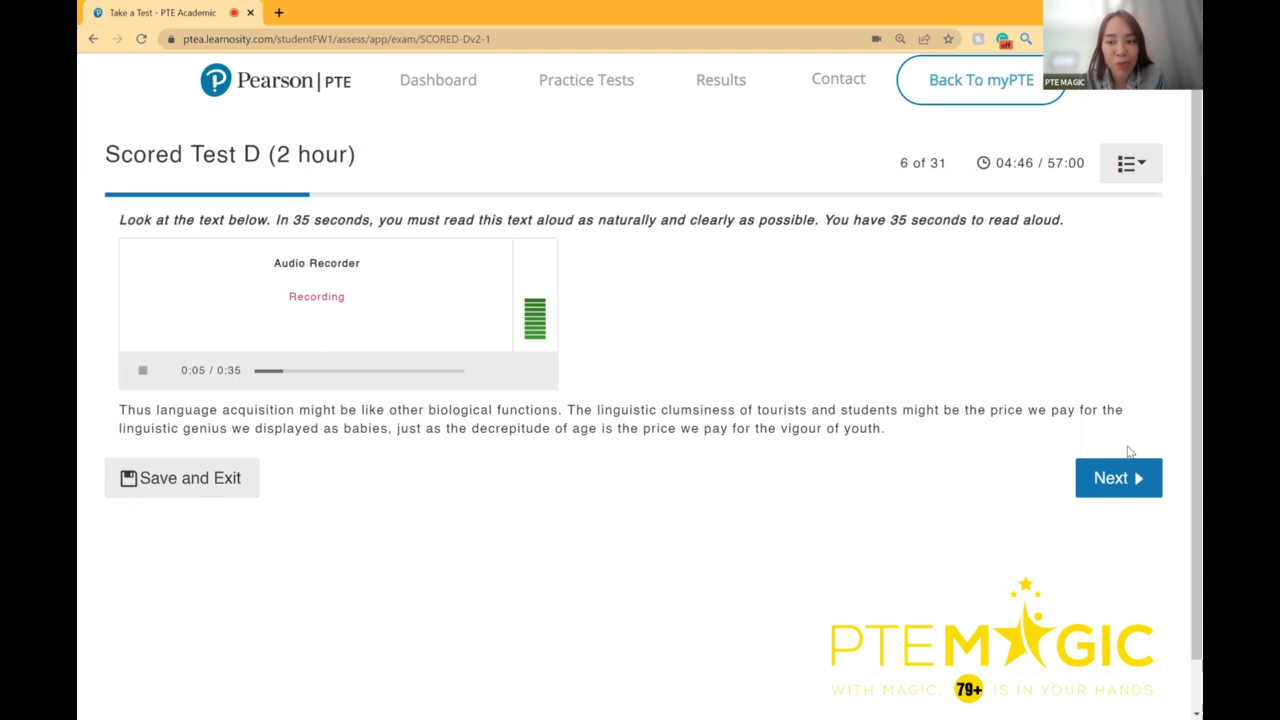 Take a Test - PTE Academic
ptea.learnosity.com/studentFW1/assess/app/exam/SCORED-Dv2-1
off
PTE MAGIC
Pearson | PTE
Dashboard
Practice Tests
Results
Contact
Back To myPTE
Scored Test D (2 hour)
6 of 31
04:46 / 57:00
Look at the text below. In 35 seconds, you must read this text aloud as naturally and clearly as possible. You have 35 seconds to read aloud.
Audio Recorder
Recording
0:05 / 0:35
Thus language acquisition might be like other biological functions. The linguistic clumsiness of tourists and students might be the price we pay for the
linguistic genius we displayed as babies, just as the decrepitude of age is the price we pay for the vigour of youth.
Save and Exit
Next
PTE MAGIC
WITH MAGIC, 79+ IS IN YOUR HANDS